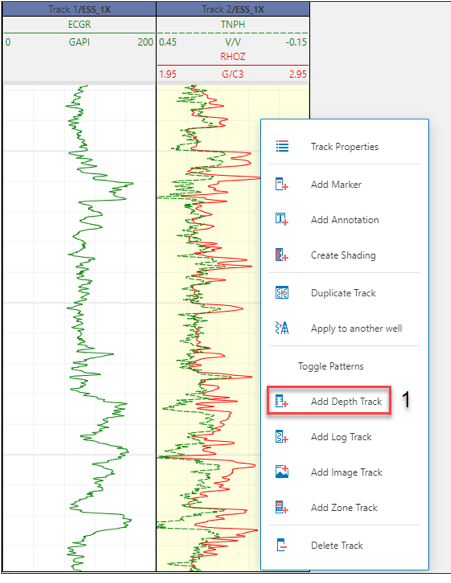 Track 1/ESS_1X
Track 2/ESS_1X
ECGR
TNPH
0 GAPI 200
0.45 V/V -0.15
RHOZ
1.95 G/C3 2.95
Track Properties
Add Marker
Add Annotation
Create Shading
Duplicate Track
Apply to another well
Toggle Patterns
Add Depth Track 1
Add Log Track
Add Image Track
Add Zone Track
Delete Track